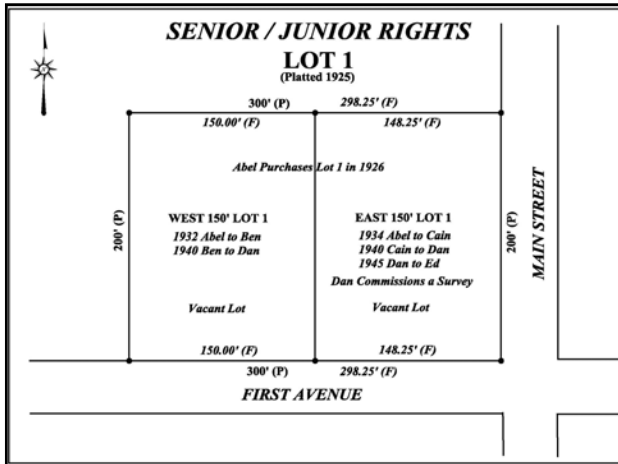 SENIOR / JUNIOR RIGHTS
LOT 1
(Platted 1925)
300' (P) 298.25' (F)
150.00' (F) 148.25' (F)
Abel Purchases Lot 1 in 1926
200' (P)
WEST 150' LOT 1
1932 Abel to Ben
1940 Ben to Dan
Vacant Lot
EAST 150' LOT 1
1934 Abel to Cain
1940 Cain to Dan
1945 Dan to Ed
Dan Commissions a Survey
Vacant Lot
200' (P)
MAIN STREET
150.00' (F) 148.25' (F)
300' (P) 298.25' (F)
FIRST AVENUE